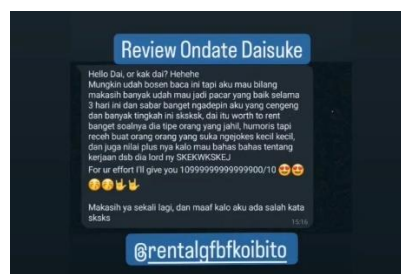 Review Ondate Daisuke
Hello Dai, or kak dai? Hehehe
Mungkin udah bosen baca ini tapi aku mau bilang
makasih banyak udah mau jadi pacar yang baik selama
3 hari ini dan sabar banget ngadepin aku yang cengeng
dan banyak tingkah ini sksksk, dai itu worth to rent
banget soalnya dia tipe orang yang jahil, humoris tapi
receh buat orang orang yang suka ngejokes kecil kecil,
dan juga nilai plus nya kalo mau bahas bahas tentang
kerjaan dsb dia lord ny SKEKWKSKEJ
For ur effort I'll give you 10999999999999900/10 😍😍
😚😚🤟🤟
Makasih ya sekali lagi, dan maaf kalo aku ada salah kata
sksks
15:16
@rentalgfbfkoibito